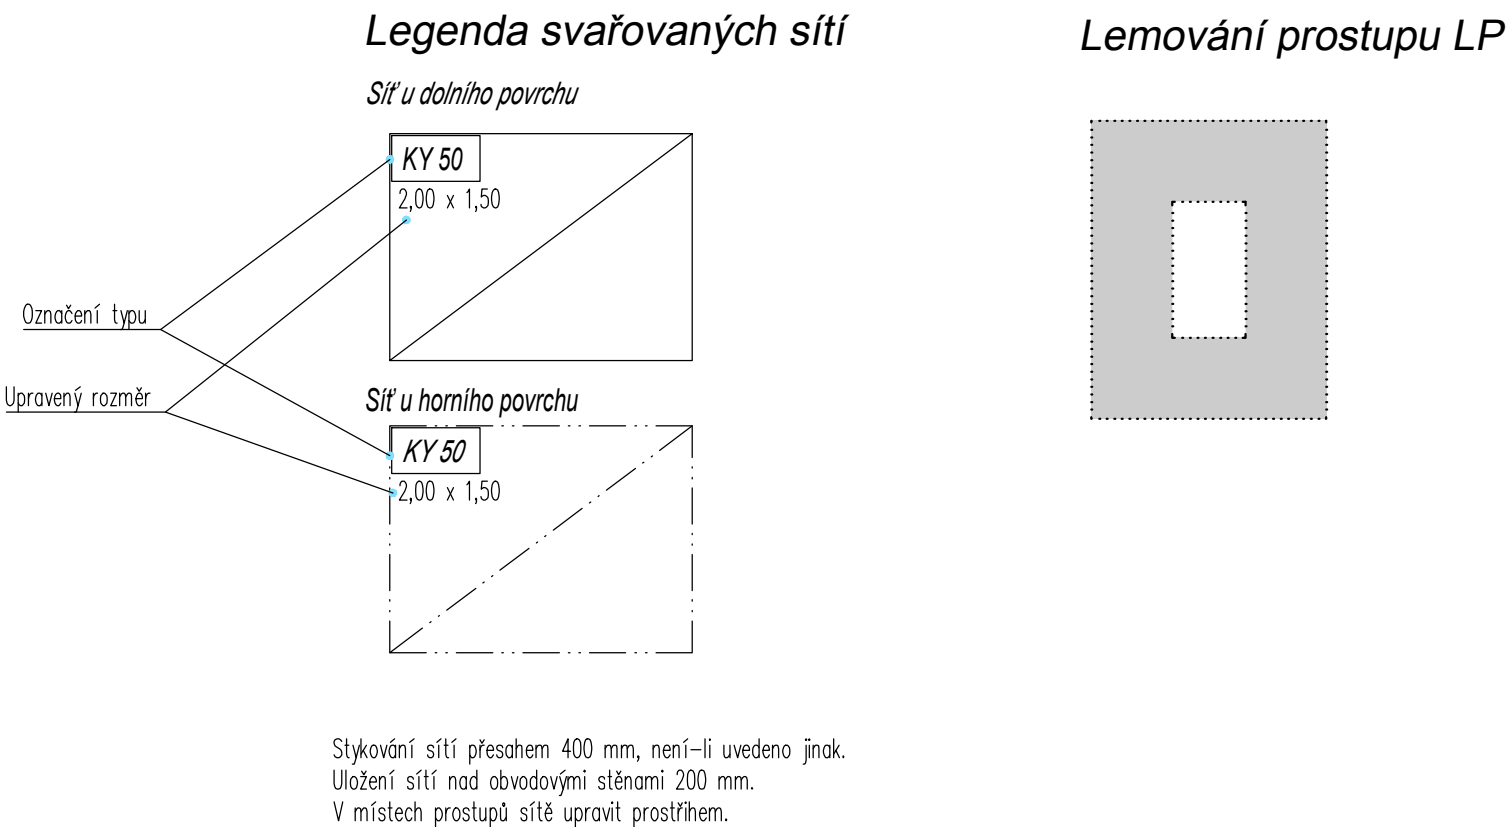 Legenda svařovaných sítí
Lemování prostupu LP
Síť u dolního povrchu
KY 50
2,00 x 1,50
Označení typu
Upravený rozměr
Síť u horního povrchu
KY 50
2,00 x 1,50
Stykování sítí přesahem 400 mm, není-li uvedeno jinak.
Uložení sítí nad obvodovými stěnami 200 mm.
V místech prostupů sítě upravit prostřihem.